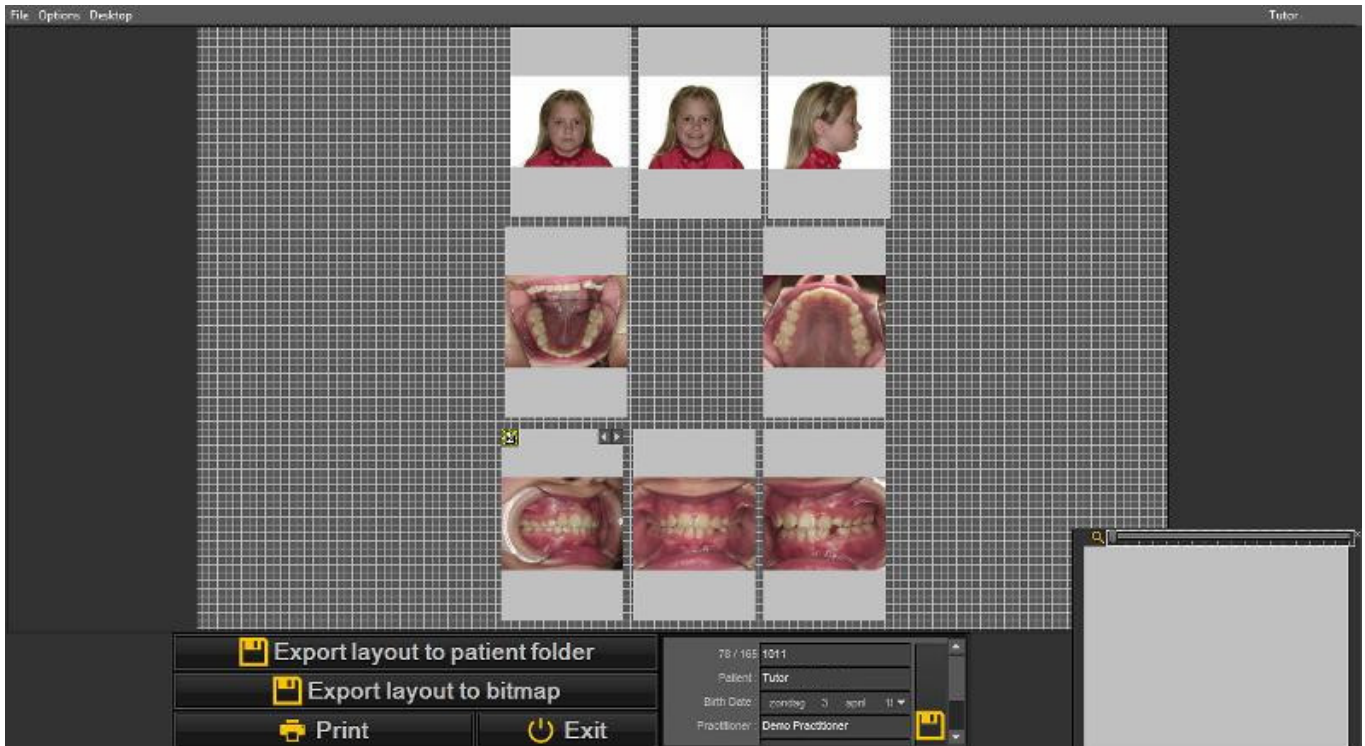 File Options Desktop
Tutor
Export layout to patient folder
Export layout to bitmap
Print
Exit
78 / 165 1011
Patient : Tutor
Birth Date : zondag 3 april
Practitioner : Demo Practitioner